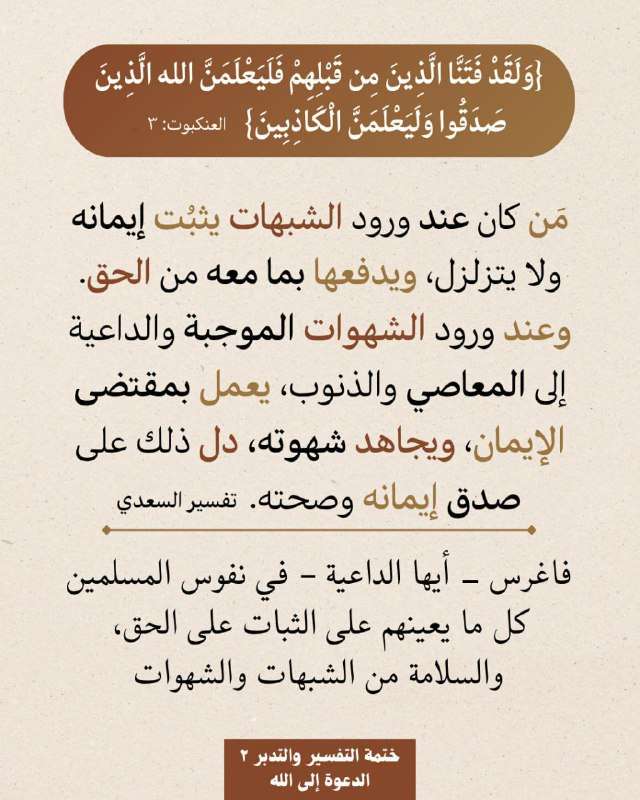 {وَلَقَدْ فَتَنَّا الَّذِينَ مِن قَبْلِهِمْ فَلَيَعْلَمَنَّ الله الَّذِينَ
صَدَقُوا وَلَيَعْلَمَنَّ الْكَاذِبِينَ} العنكبوت: ٣
مَن كان عند ورود الشبهات يثبُت إيمانه
ولا يتزلزل، ويدفعها بما معه من الحق.
وعند ورود الشهوات الموجبة والداعية
إلى المعاصي والذنوب، يعمل بمقتضى
الإيمان، ويجاهد شهوته، دل ذلك على
صدق إيمانه وصحته. تفسير السعدي
فاغرس – أيها الداعية – في نفوس المسلمين
كل ما يعينهم على الثبات على الحق،
والسلامة من الشبهات والشهوات
ختمة التفسير والتدبر ٢
الدعوة إلى الله